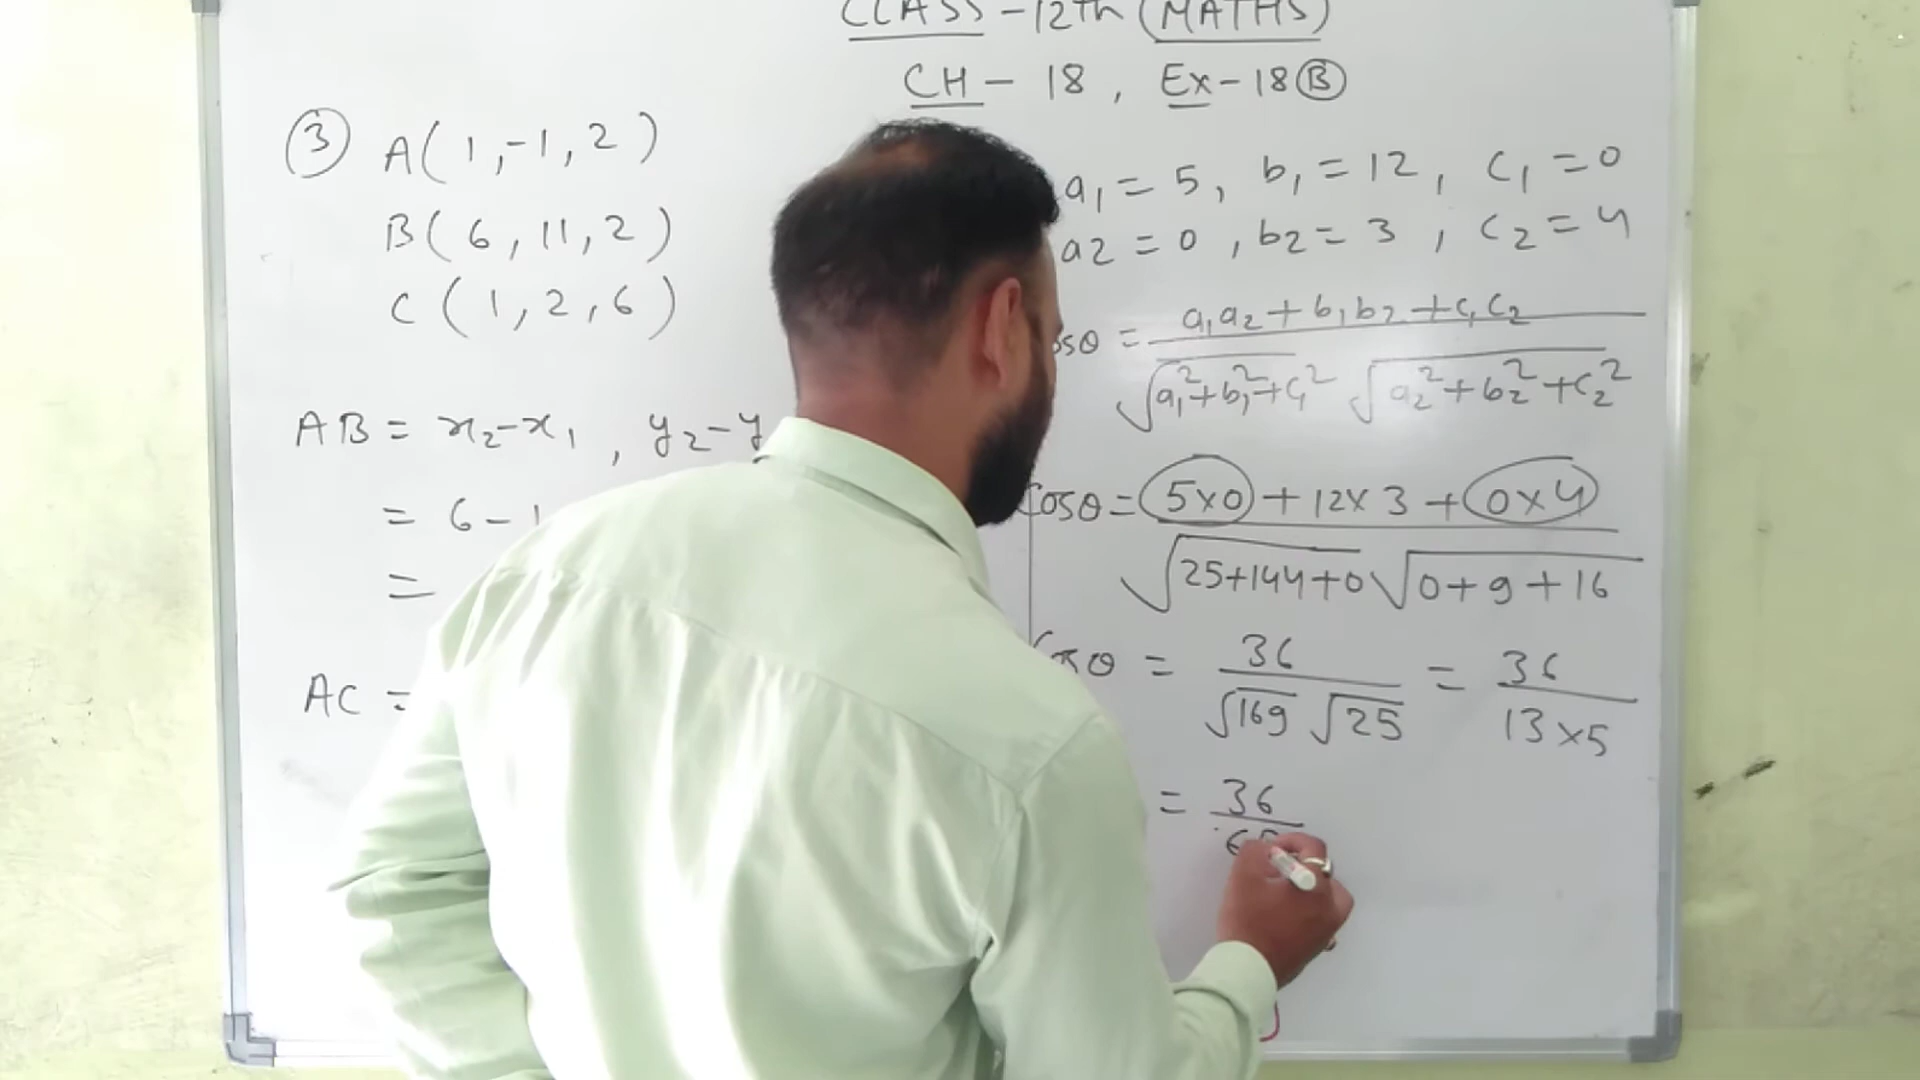 CLASS-12th (MATHS)
CH-18, Ex-18(B)
(3) A(1,-1,2)
B(6,11,2)
C(1,2,6)
AB = x₂-x₁, y₂-y
= 6-1
=
AC =
a₁=5, b₁=12, c₁=0
a₂=0, b₂=3, c₂=4
osθ = a₁a₂+b₁b₂+c₁c₂ / √a₁²+b₁²+c₁² √a₂²+b₂²+c₂²
Cosθ = 5×0+12×3+0×4 / √25+144+0 √0+9+16
Cosθ = 36 / √169 √25 = 36 / 13×5
= 36 / 65